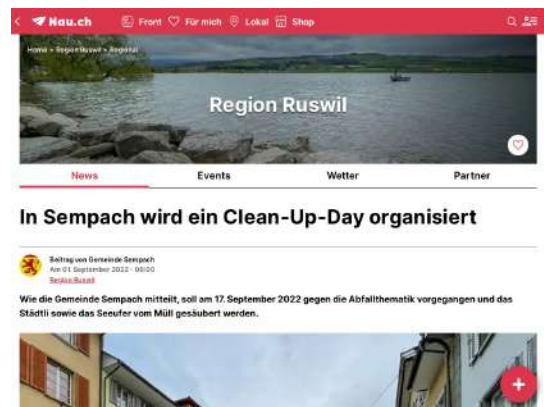 Nau.ch Front Für mich Lokal Shop
Home > Region Ruswil > Regional
Region Ruswil
News Events Wetter Partner
In Sempach wird ein Clean-Up-Day organisiert
Beitrag von Gemeinde Sempach
Am 01 September 2022 - 06:00
Region Ruswil
Wie die Gemeinde Sempach mitteilt, soll am 17. September 2022 gegen die Abfallthematik vorgegangen und das
Städtli sowie das Seeufer vom Müll gesäubert werden.